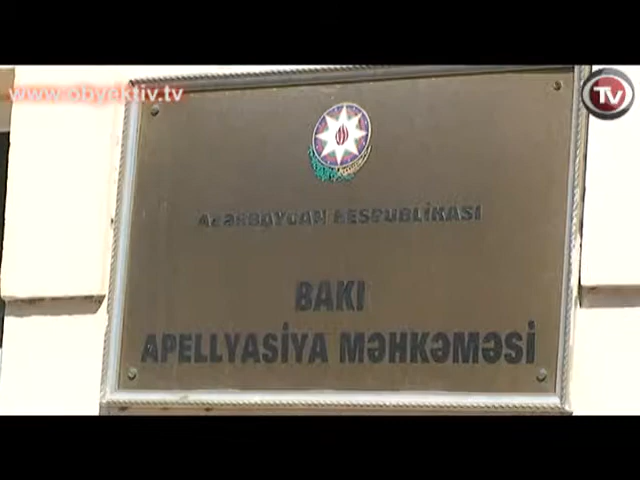 www.obyektiv.tv
TV
AZƏRBAYCAN RESPUBLİKASI
BAKI
APELLYASİYA MƏHKƏMƏSİ